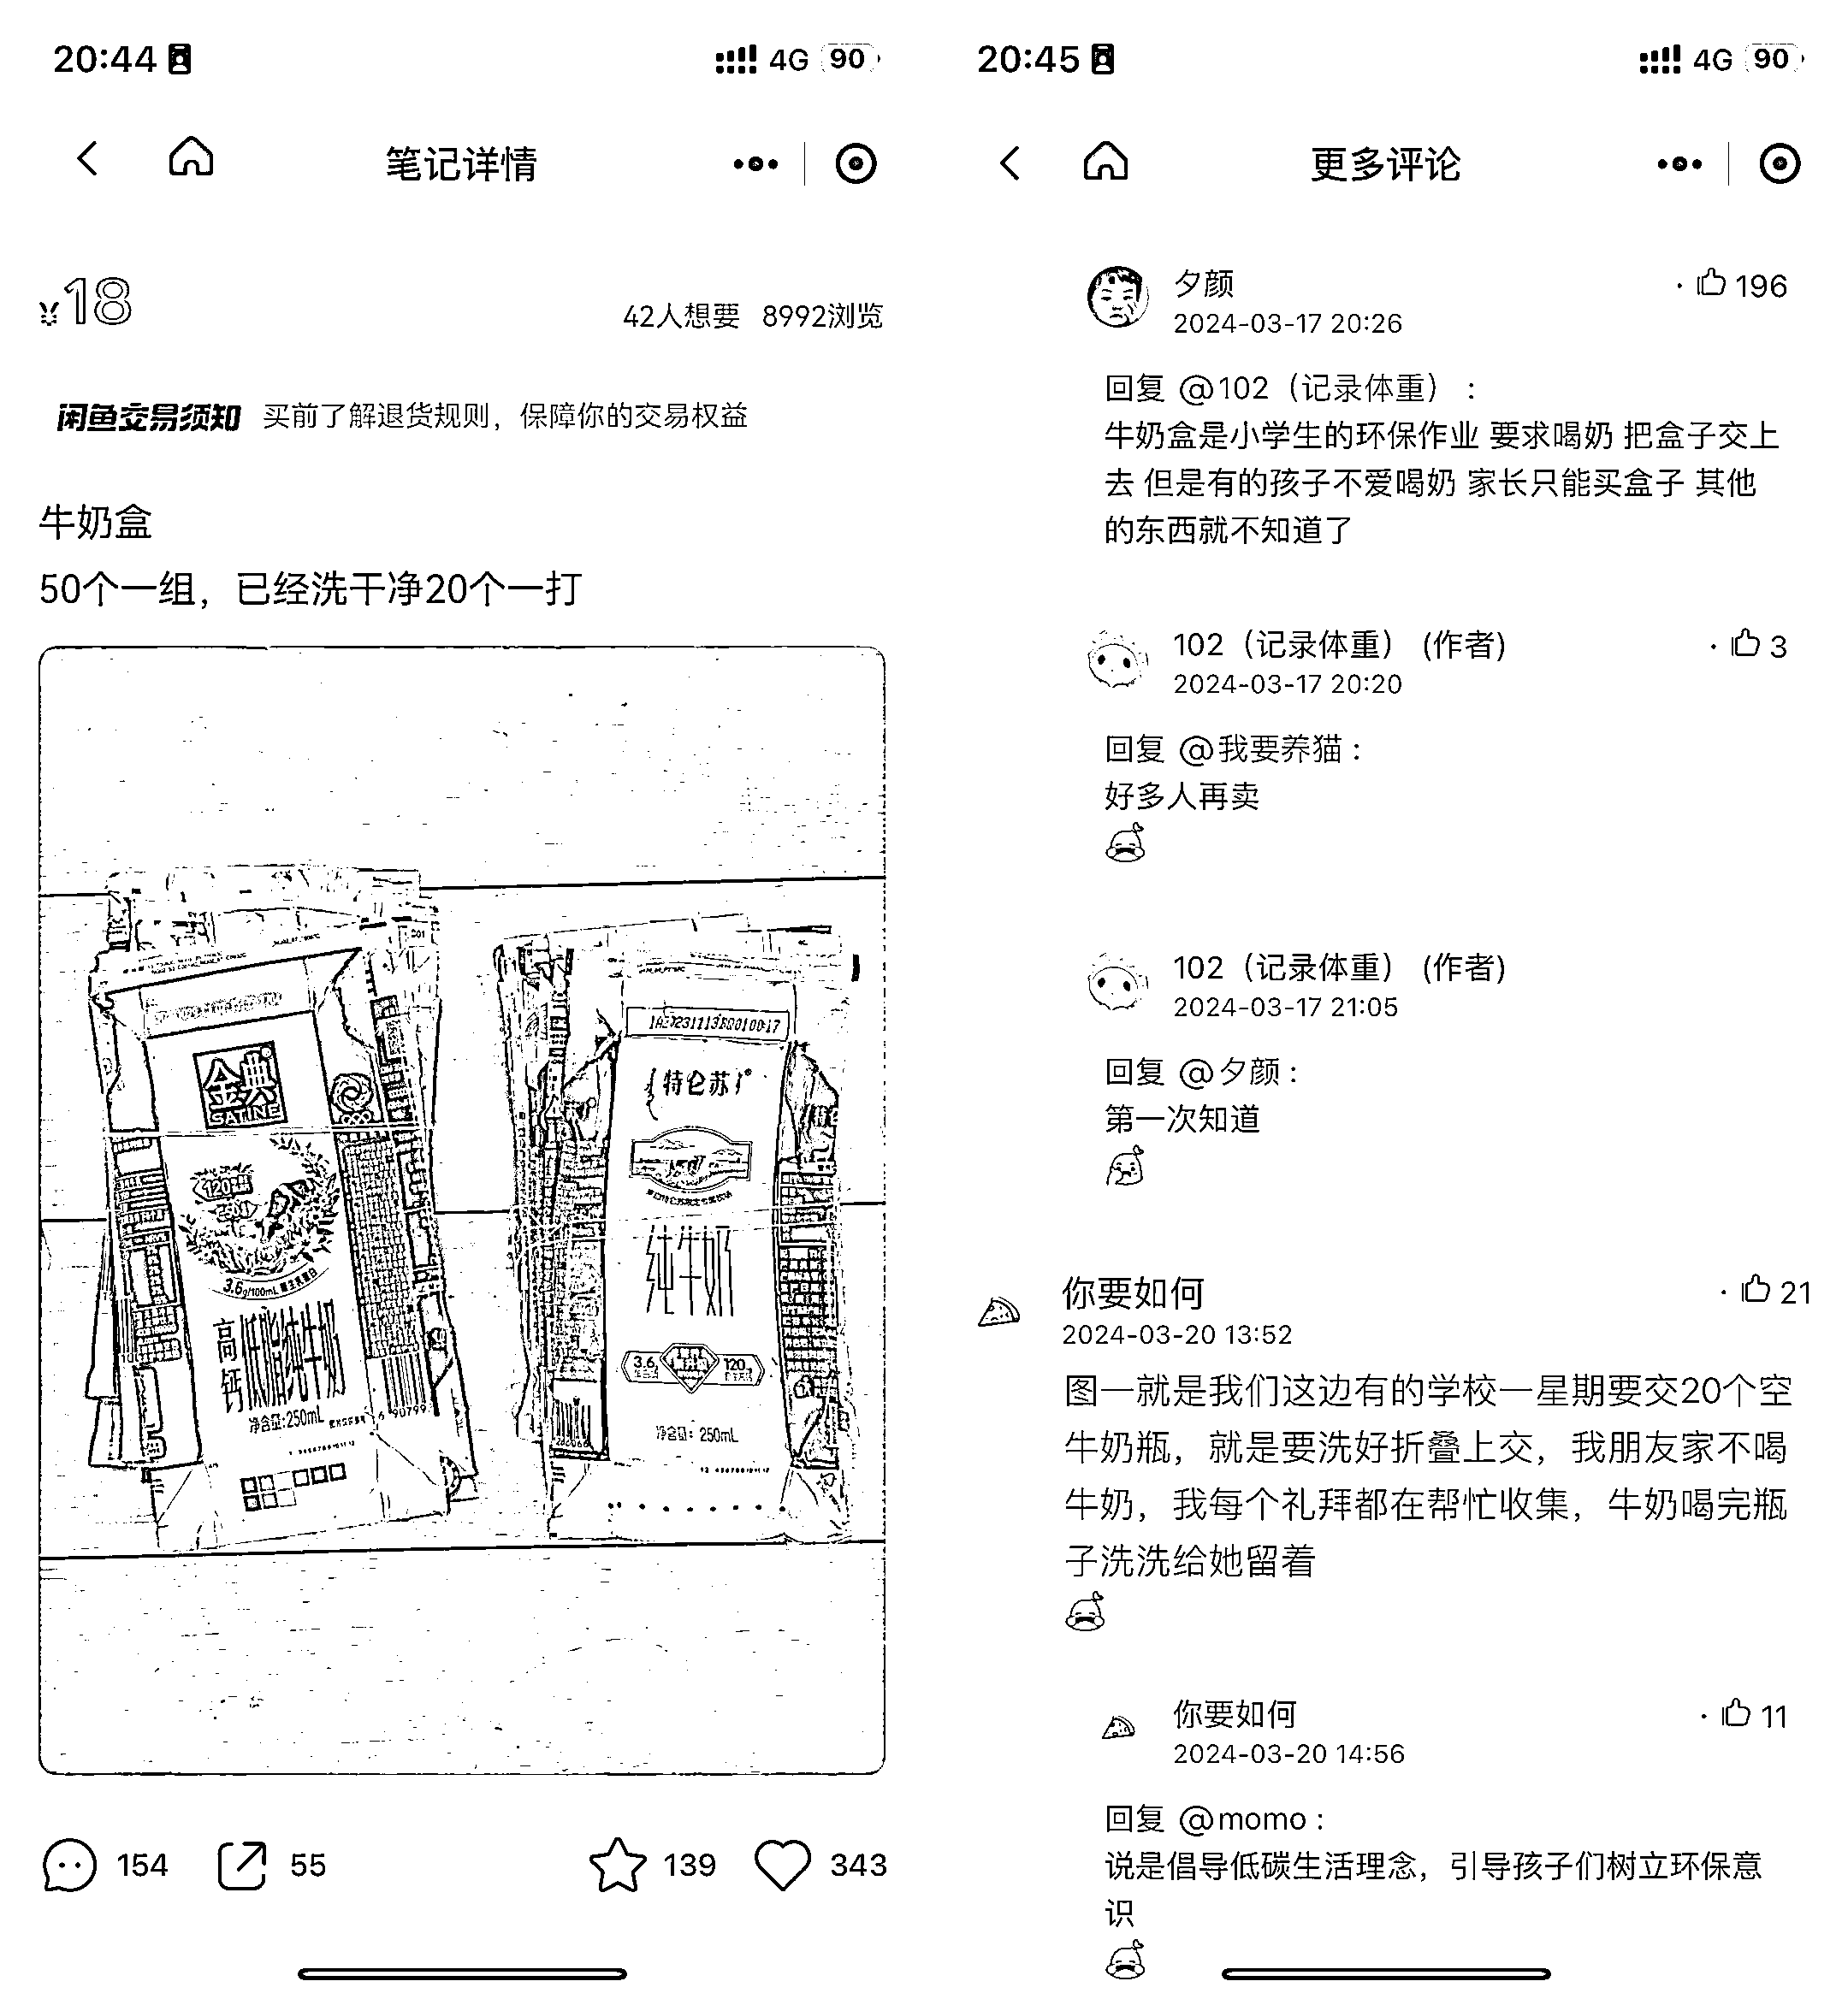 20:44
4G 90
笔记详情
¥18
42人想要 8992浏览
闲鱼交易须知 买前了解退货规则，保障你的交易权益
牛奶盒
50个一组，已经洗干净20个一打
金典
SATINE
3.6g/100mL
高钙低脂纯牛奶
净含量:250mL
特仑苏
纯牛奶
3.6
120
净含量: 250mL
154 55 139 343
20:45
4G 90
更多评论
夕颜
196
2024-03-17 20:26
回复 @102（记录体重）:
牛奶盒是小学生的环保作业 要求喝奶 把盒子交上
去 但是有的孩子不爱喝奶 家长只能买盒子 其他
的东西就不知道了
102（记录体重） (作者)
3
2024-03-17 20:20
回复 @我要养猫:
好多人再卖
102（记录体重） (作者)
2024-03-17 21:05
回复 @夕颜:
第一次知道
你要如何
21
2024-03-20 13:52
图一就是我们这边有的学校一星期要交20个空
牛奶瓶，就是要洗好折叠上交，我朋友家不喝
牛奶，我每个礼拜都在帮忙收集，牛奶喝完瓶
子洗洗给她留着
你要如何
11
2024-03-20 14:56
回复 @momo:
说是倡导低碳生活理念，引导孩子们树立环保意
识